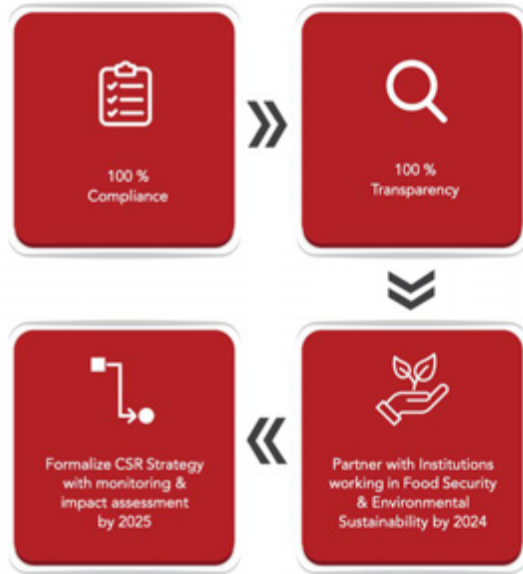 100 %
Compliance
100 %
Transparency
Partner with Institutions
working in Food Security
& Environmental
Sustainability by 2024
Formalize CSR Strategy
with monitoring &
impact assessment
by 2025